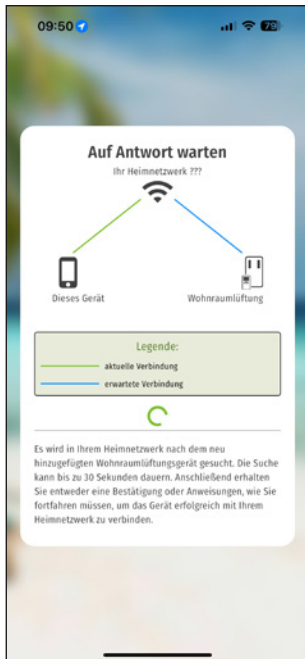 09:50
79
Auf Antwort warten
Ihr Heimnetzwerk ???
Dieses Gerät
Wohnraumlüftung
Legende:
aktuelle Verbindung
erwartete Verbindung
Es wird in Ihrem Heimnetzwerk nach dem neu
hinzugefügten Wohnraumlüftungsgerät gesucht. Die Suche
kann bis zu 30 Sekunden dauern. Anschließend erhalten
Sie entweder eine Bestätigung oder Anweisungen, wie Sie
fortfahren müssen, um das Gerät erfolgreich mit Ihrem
Heimnetzwerk zu verbinden.